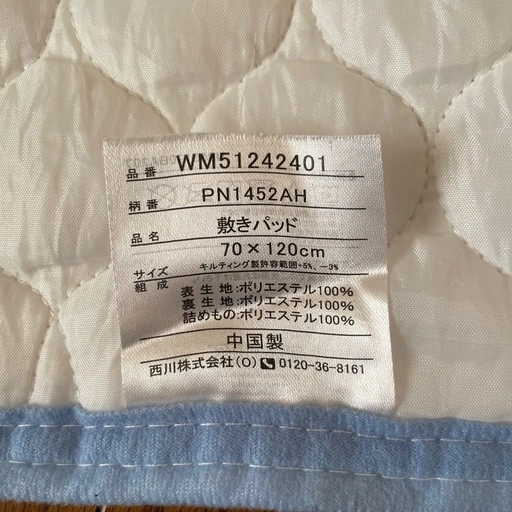 品番 WM51242401
柄番 PN1452AH
品名 敷きパッド
サイズ 70×120cm
キルティング製許容範囲+5%、-3%
組成 表生地:ポリエステル100%
裏生地:ポリエステル100%
詰めもの:ポリエステル100%
中国製
西川株式会社(O) 0120-36-8161